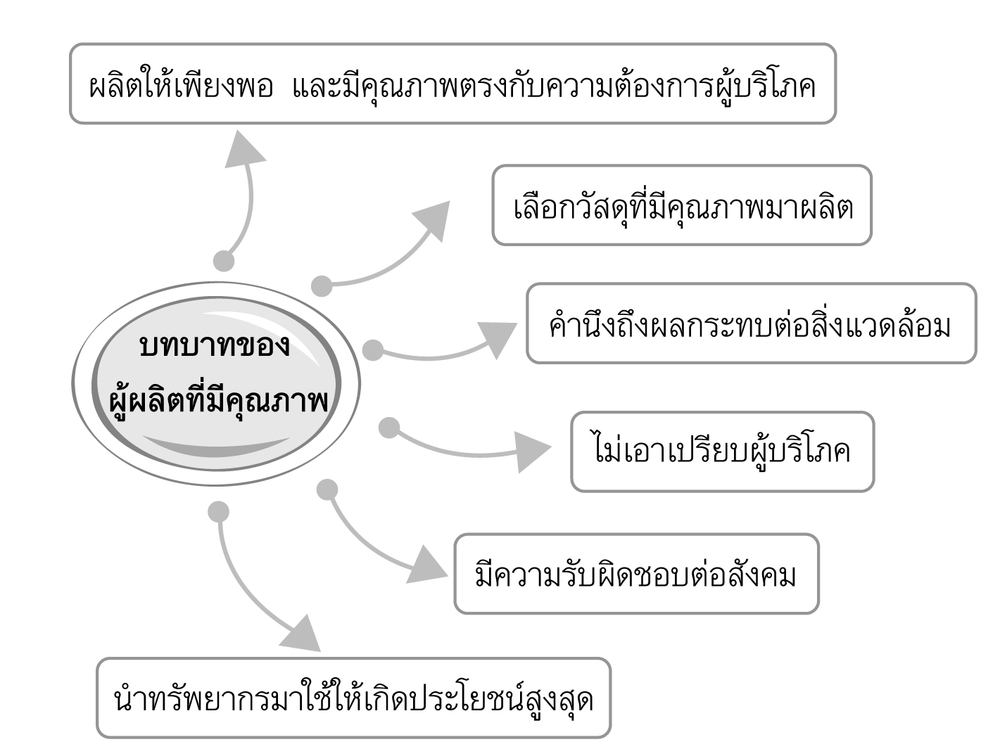 ผลิตให้เพียงพอ และมีคุณภาพตรงกับความต้องการผู้บริโภค
เลือกวัสดุที่มีคุณภาพมาผลิต
คำนึงถึงผลกระทบต่อสิ่งแวดล้อม
บทบาทของ
ผู้ผลิตที่มีคุณภาพ
ไม่เอาเปรียบผู้บริโภค
มีความรับผิดชอบต่อสังคม
นำทรัพยากรมาใช้ให้เกิดประโยชน์สูงสุด